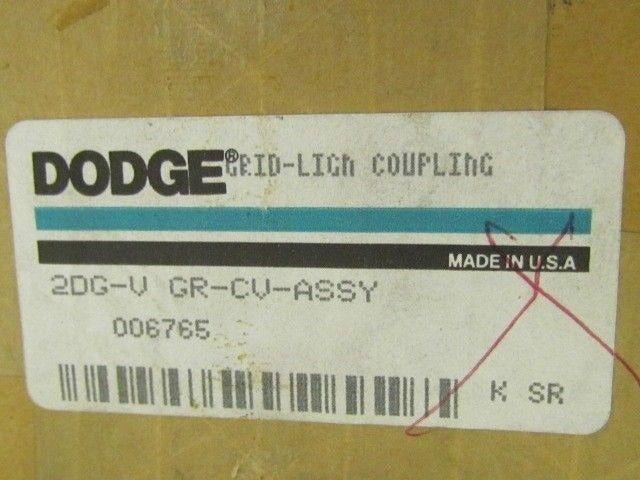 DODGE® GRID-LIGN COUPLING
MADE IN U.S.A
2DG-V GR-CV-ASSY
006765
K SR